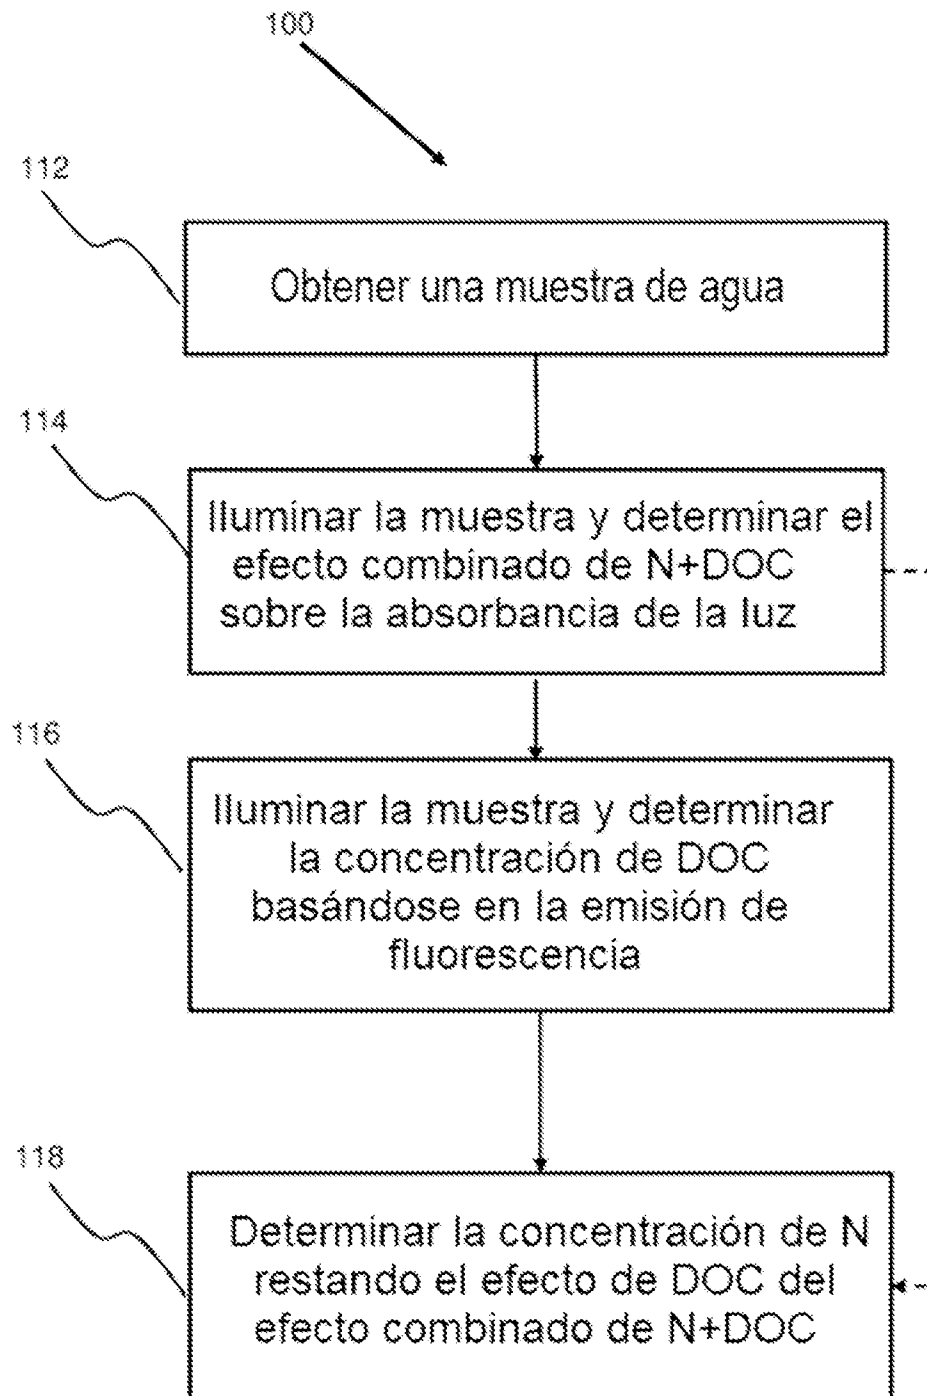 100
112
Obtener una muestra de agua
114
Iluminar la muestra y determinar el
efecto combinado de N+DOC
sobre la absorbancia de la luz
116
Iluminar la muestra y determinar
la concentración de DOC
basándose en la emisión de
fluorescencia
118
Determinar la concentración de N
restando el efecto de DOC del
efecto combinado de N+DOC